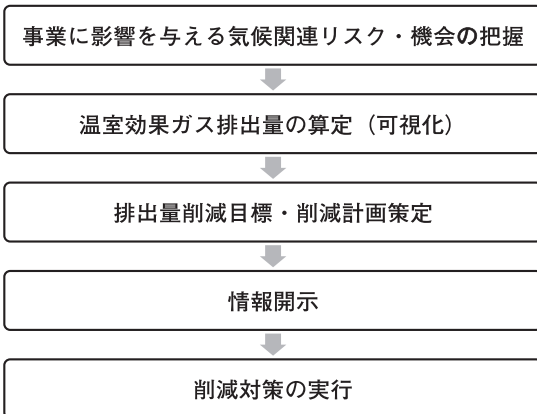 事業に影響を与える気候関連リスク・機会の把握
温室効果ガス排出量の算定（可視化）
排出量削減目標・削減計画策定
情報開示
削減対策の実行